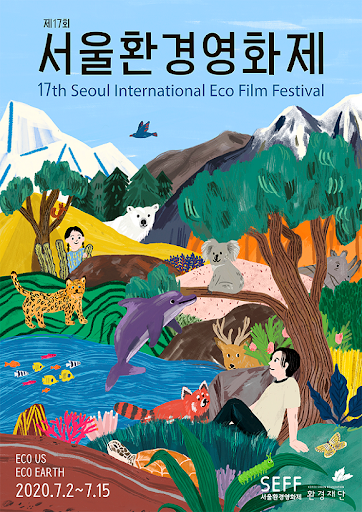 제17회
서울환경영화제
17th Seoul International Eco Film Festival
ECO US
ECO EARTH
2020.7.2~7.15
SEFF
서울환경영화제
환경재단